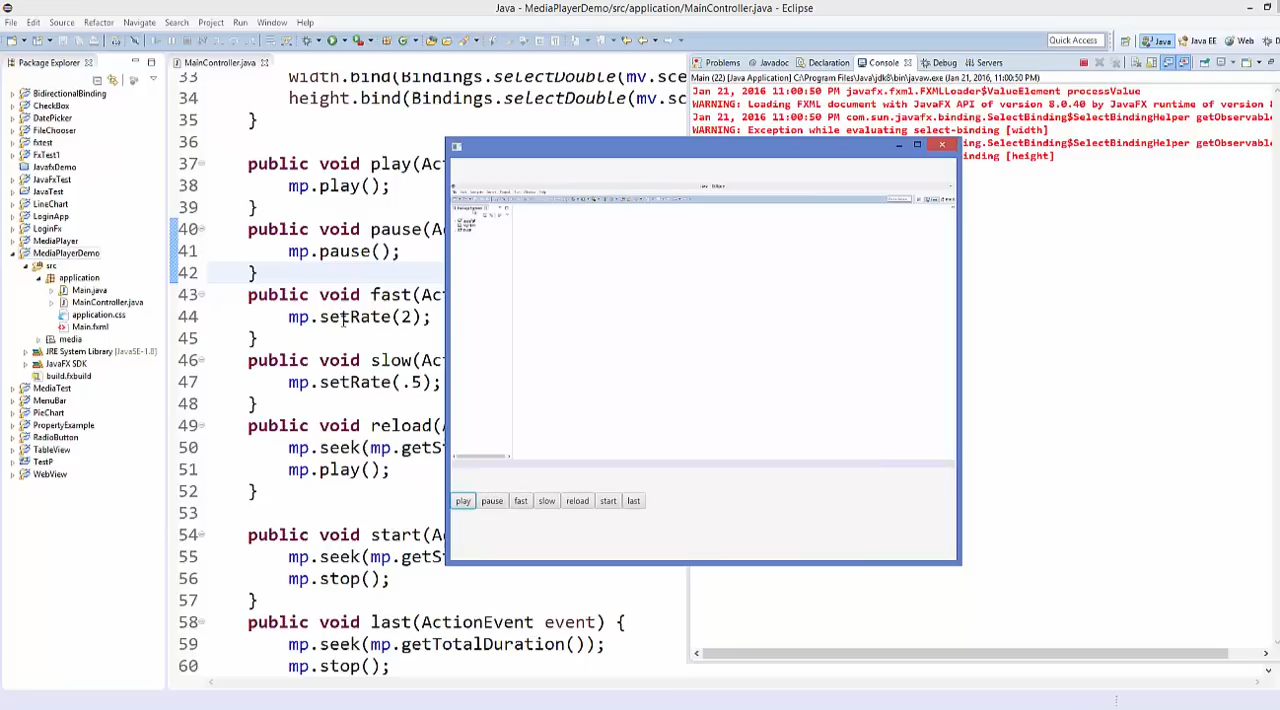 Java - MediaPlayerDemo/src/application/MainController.java - Eclipse
File Edit Source Refactor Navigate Search Project Run Window Help
Quick Access
Java
Java EE
Web
Package Explorer
BidirectionalBinding
CheckBox
DatePicker
FileChooser
fxtest
FxTest1
JavafxDemo
JavaFxTest
JavaTest
LineChart
LoginApp
LoginFx
MediaPlayer
MediaPlayerDemo
src
application
Main.java
MainController.java
application.css
Main.fxml
media
JRE System Library [JavaSE-1.8]
JavaFX SDK
build.fxbuild
MediaTest
MenuBar
PieChart
PropertyExample
RadioButton
TableView
TestP
WebView
MainController.java
33 width.bind(Bindings.selectDouble(mv.sce
34 height.bind(Bindings.selectDouble(mv.sc
35 }
36
37 public void play(Ac
38 mp.play();
39 }
40 public void pause(A
41 mp.pause();
42 }
43 public void fast(Act
44 mp.setRate(2);
45 }
46 public void slow(Act
47 mp.setRate(.5);
48 }
49 public void reload(A
50 mp.seek(mp.getSt
51 mp.play();
52 }
53
54 public void start(Ac
55 mp.seek(mp.getSt
56 mp.stop();
57 }
58 public void last(ActionEvent event) {
59 mp.seek(mp.getTotalDuration());
60 mp.stop();
play pause fast slow reload start last
Problems Javadoc Declaration Console Debug Servers
Main (22) [Java Application] C:\Program Files\Java\jdk8\bin\javaw.exe (Jan 21, 2016, 11:00:50 PM)
Jan 21, 2016 11:00:50 PM javafx.fxml.FXMLLoader$ValueElement processValue
WARNING: Loading FXML document with JavaFX API of version 8.0.40 by JavaFX runtime of version 8
Jan 21, 2016 11:00:50 PM com.sun.javafx.binding.SelectBinding$SelectBindingHelper getObservable
WARNING: Exception while evaluating select-binding [width]
ng.SelectBinding$SelectBindingHelper getObservable
inding [height]